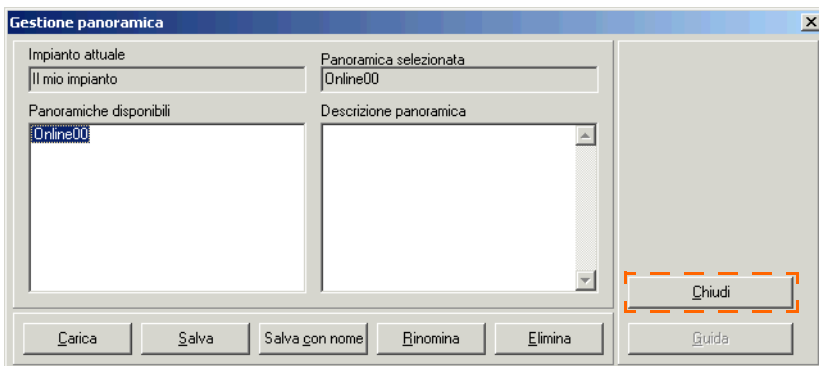 Gestione panoramica
Impianto attuale
Il mio impianto
Panoramica selezionata
Online00
Panoramiche disponibili
Online00
Descrizione panoramica
Chiudi
Carica
Salva
Salva con nome
Rinomina
Elimina
Guida